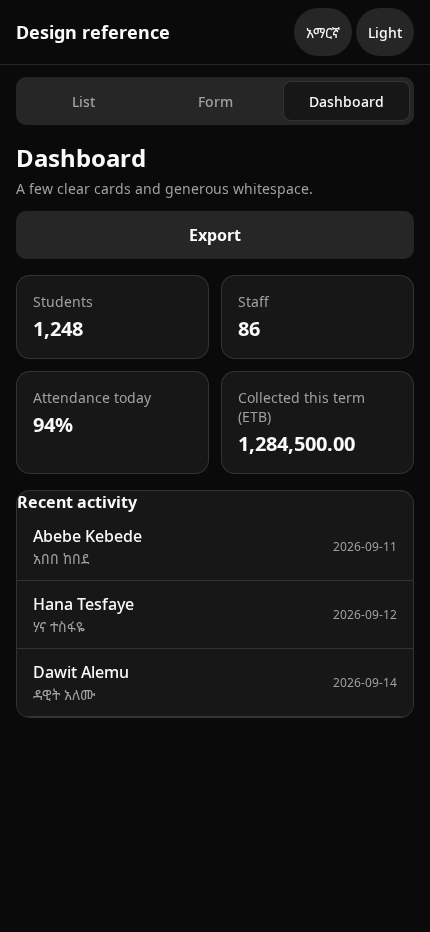 Design reference
አማርኛ
Light
List
Form
Dashboard
Dashboard
A few clear cards and generous whitespace.
Export
Students
1,248
Staff
86
Attendance today
94%
Collected this term
(ETB)
1,284,500.00
Recent activity
Abebe Kebede
አበበ ከበደ
2026-09-11
Hana Tesfaye
ሃና ተስፋዬ
2026-09-12
Dawit Alemu
ዳዊት አለሙ
2026-09-14